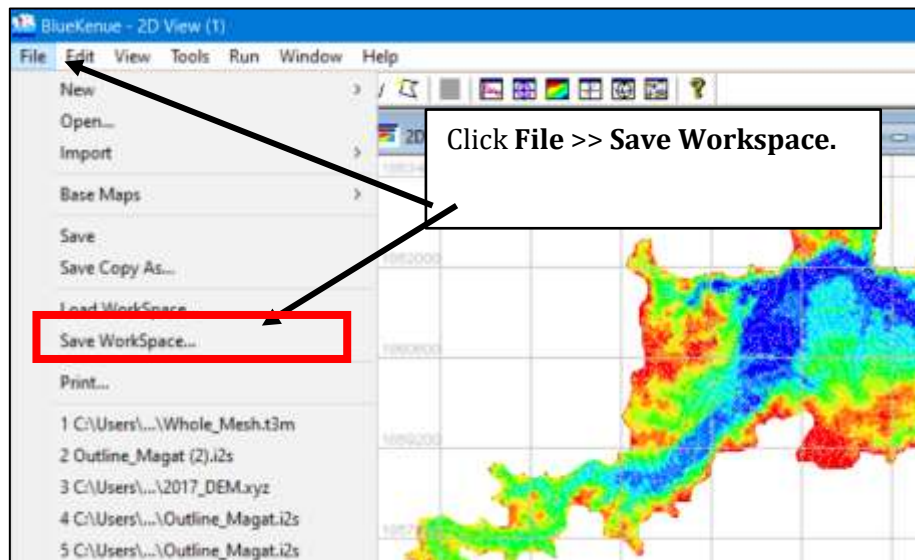 BlueKenue - 2D View (1)
File Edit View Tools Run Window Help
New
Open...
Import
Base Maps
Save
Save Copy As...
Load WorkSpace...
Save WorkSpace...
Print...
1 C:\Users\...\Whole_Mesh.t3m
2 Outline_Magat (2).i2s
3 C:\Users\...\2017_DEM.xyz
4 C:\Users\...\Outline_Magat.i2s
5 C:\Users\...\Outline_Magat.i2s
2D
Click File >> Save Workspace.